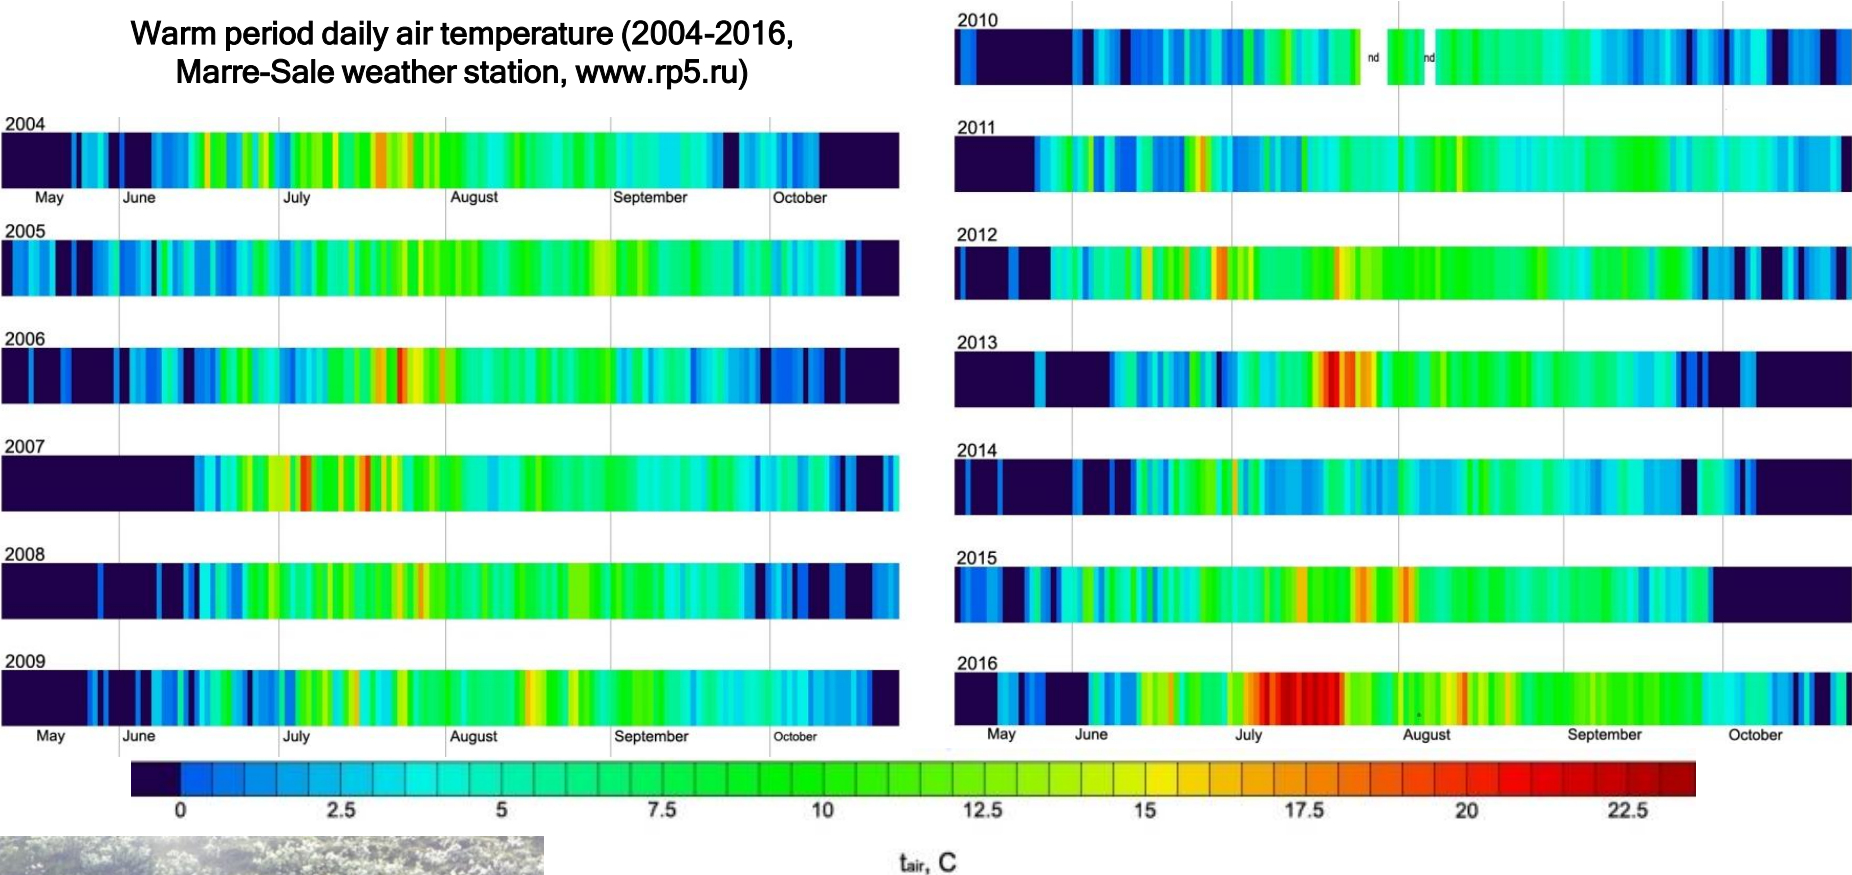 Warm period daily air temperature (2004-2016,
Marre-Sale weather station, www.rp5.ru)
2004
May June July August September October
2005
2006
2007
2008
2009
May June July August September October
2010
nd nd
2011
2012
2013
2014
2015
2016
May June July August September October
0 2.5 5 7.5 10 12.5 15 17.5 20 22.5
tair, C